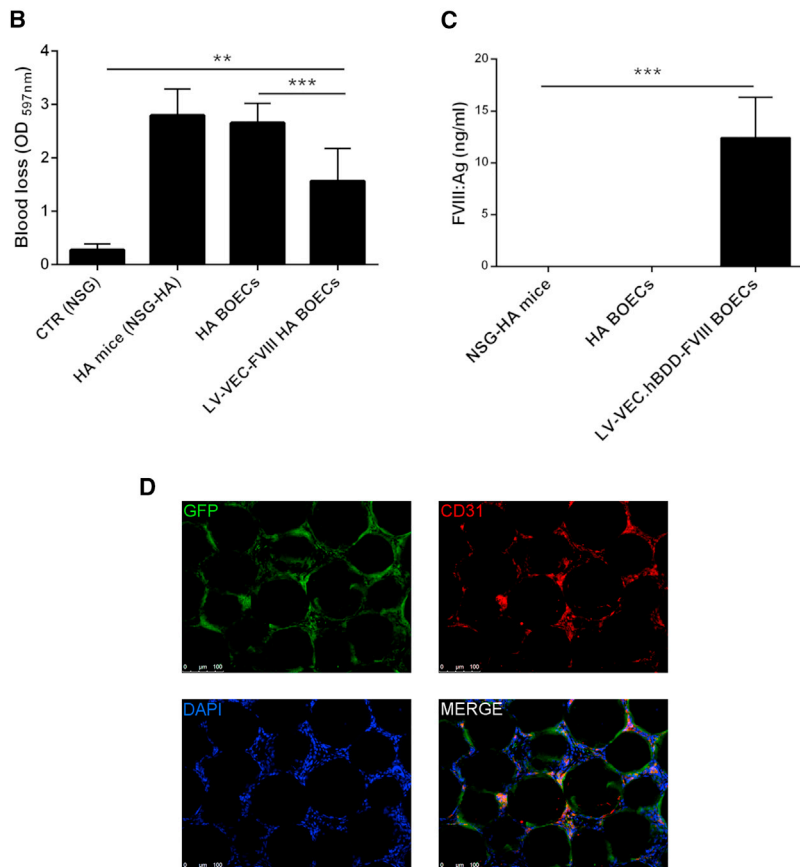 B
Blood loss (OD 597nm)
4
3
2
1
0
**
***
CTR (NSG)
HA mice (NSG-HA)
HA BOECs
LV-VEC-FVIII HA BOECs
C
FVIII:Ag (ng/ml)
20
15
10
5
0
***
NSG-HA mice
HA BOECs
LV-VEC.hBDD-FVIII BOECs
D
GFP
0 µm 100
CD31
0 µm 100
DAPI
0 µm 100
MERGE
0 µm 100